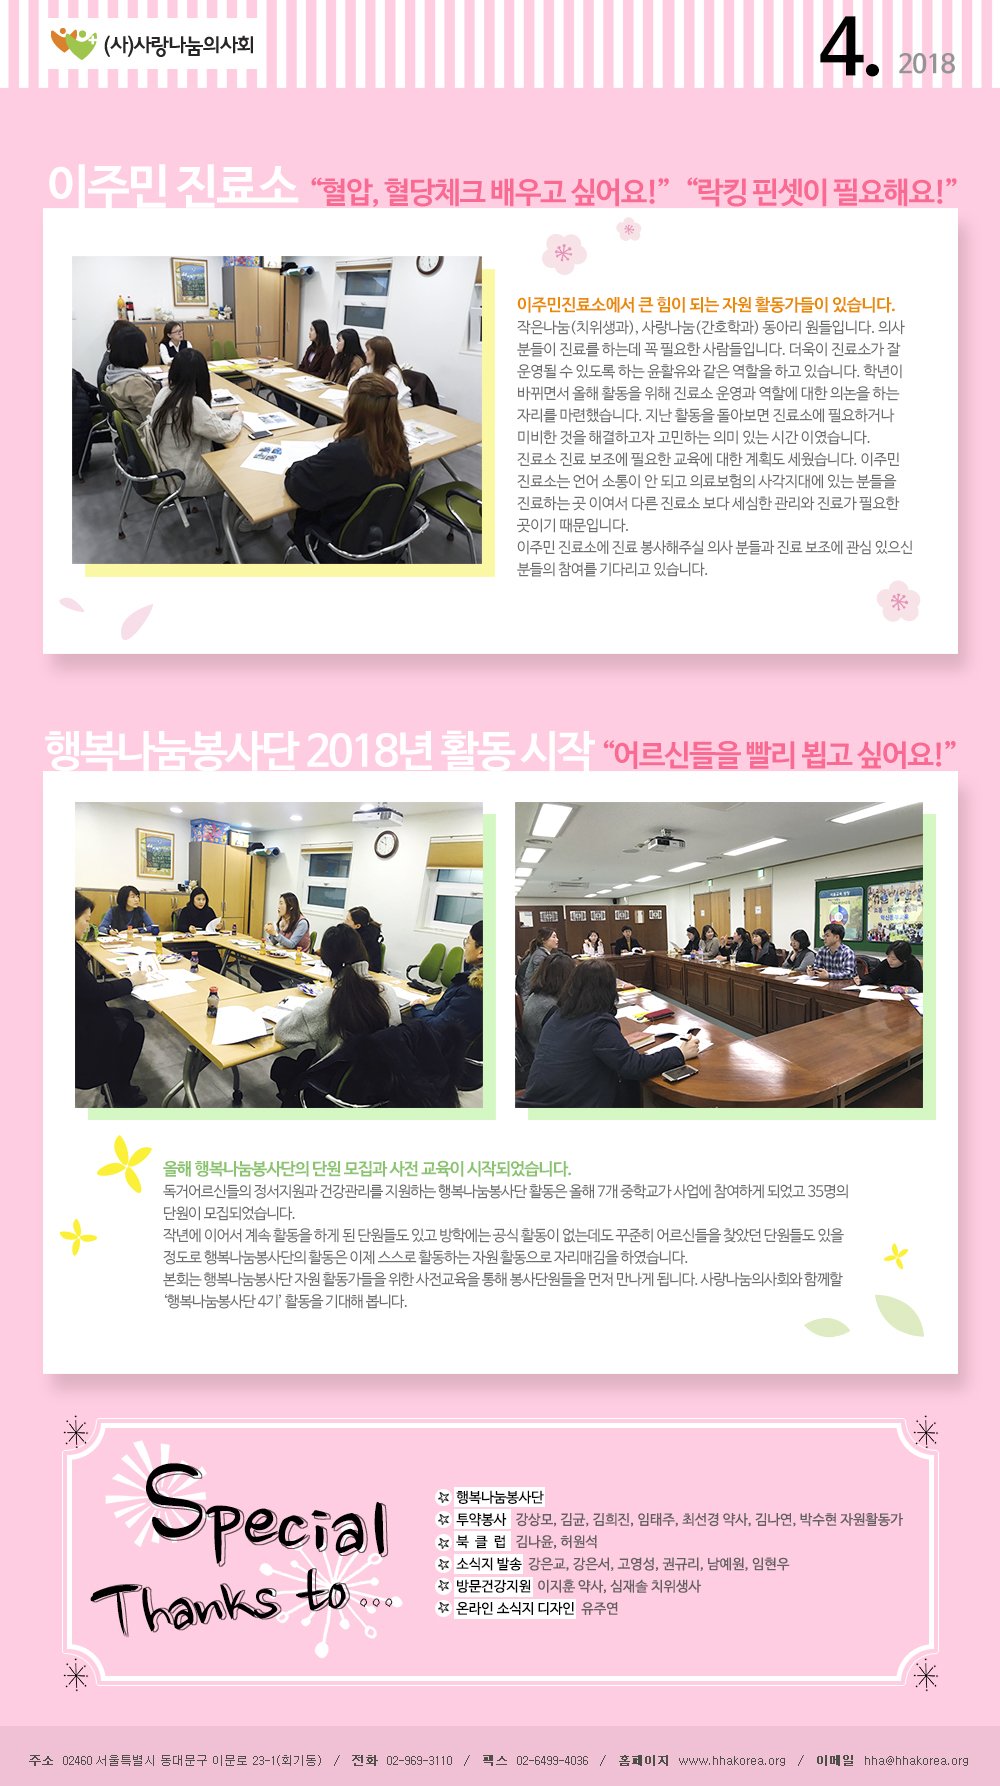 (사)사랑나눔의사회
4. 2018
이주민 진료소 “혈압, 혈당체크 배우고 싶어요!” “락킹 핀셋이 필요해요!”
이주민진료소에서 큰 힘이 되는 자원 활동가들이 있습니다.
작은나눔(치위생과), 사랑나눔(간호학과) 동아리 원들입니다. 의사
분들이 진료를 하는데 꼭 필요한 사람들입니다. 더욱이 진료소가 잘
운영될 수 있도록 하는 윤활유와 같은 역할을 하고 있습니다. 학년이
바뀌면서 올해 활동을 위해 진료소 운영과 역할에 대한 의논을 하는
자리를 마련했습니다. 지난 활동을 돌아보면 진료소에 필요하거나
미비한 것을 해결하고자 고민하는 의미 있는 시간 이였습니다.
진료소 진료 보조에 필요한 교육에 대한 계획도 세웠습니다. 이주민
진료소는 언어 소통이 안 되고 의료보험의 사각지대에 있는 분들을
진료하는 곳 이여서 다른 진료소 보다 세심한 관리와 진료가 필요한
곳이기 때문입니다.
이주민 진료소에 진료 봉사해주실 의사 분들과 진료 보조에 관심 있으신
분들의 참여를 기다리고 있습니다.
행복나눔봉사단 2018년 활동 시작 “어르신들을 빨리 뵙고 싶어요!”
올해 행복나눔봉사단의 단원 모집과 사전 교육이 시작되었습니다.
독거어르신들의 정서지원과 건강관리를 지원하는 행복나눔봉사단 활동은 올해 7개 중학교가 사업에 참여하게 되었고 35명의
단원이 모집되었습니다.
작년에 이어서 계속 활동을 하게 된 단원들도 있고 방학에는 공식 활동이 없는데도 꾸준히 어르신들을 찾았던 단원들도 있을
정도로 행복나눔봉사단의 활동은 이제 스스로 활동하는 자원 활동으로 자리매김을 하였습니다.
본회는 행복나눔봉사단 자원 활동가들을 위한 사전교육을 통해 봉사단원들을 먼저 만나게 됩니다. 사랑나눔의사회와 함께할
‘행복나눔봉사단 4기’ 활동을 기대해 봅니다.
Special
Thanks to ...
행복나눔봉사단
투약봉사 강상모, 김균, 김희진, 임태주, 최선경 약사, 김나연, 박수현 자원활동가
북 클 럽 김나윤, 허원석
소식지 발송 강은교, 강은서, 고영성, 권규리, 남예원, 임현우
방문건강지원 이지훈 약사, 심재솔 치위생사
온라인 소식지 디자인 유주연
주소 02460 서울특별시 동대문구 이문로 23-1(회기동) / 전화 02-969-3110 / 팩스 02-6499-4036 / 홈페이지 www.hhakorea.org / 이메일 hha@hhakorea.org